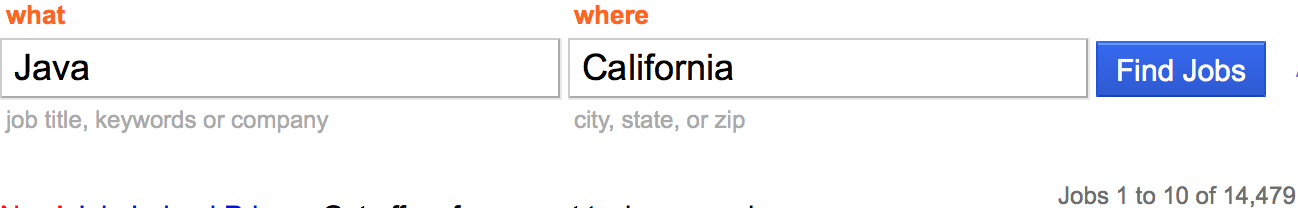 what where
Java California Find Jobs
job title, keywords or company city, state, or zip
Jobs 1 to 10 of 14,479